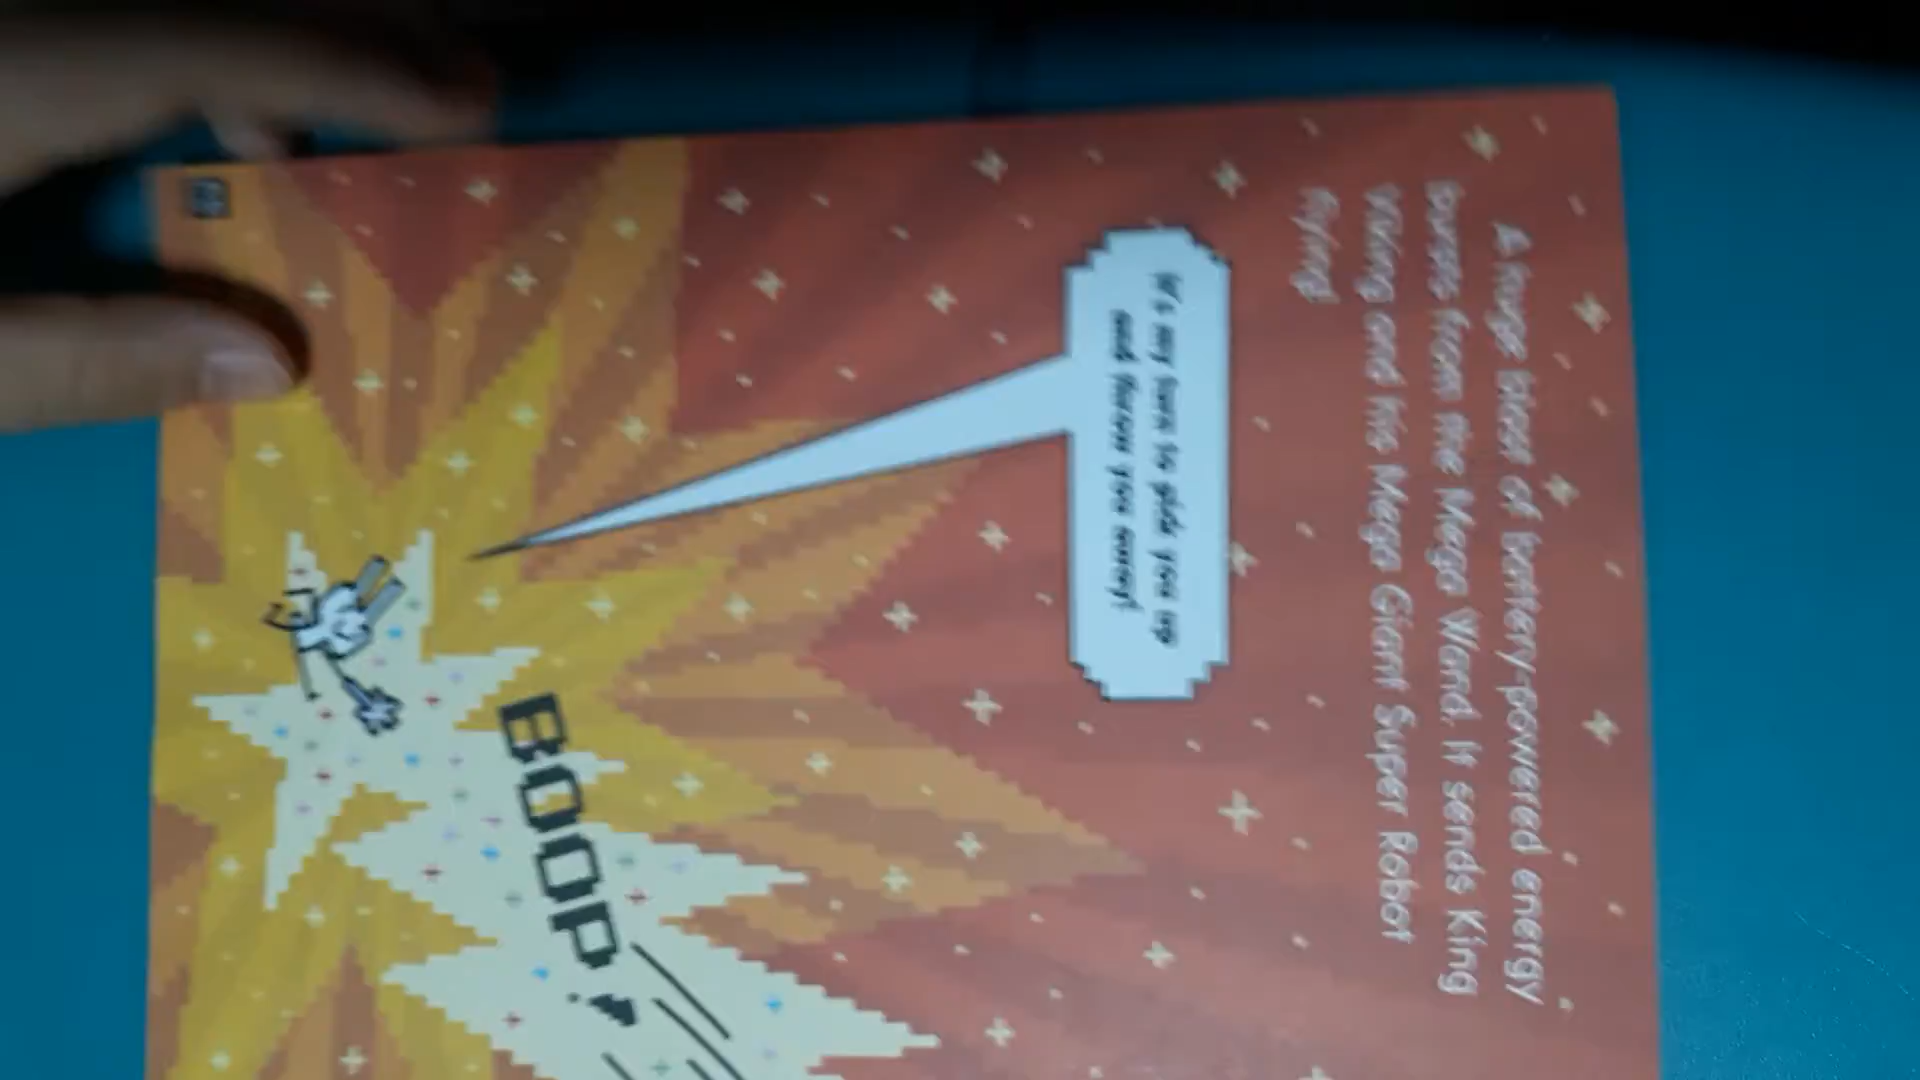 A huge blast of battery-powered energy
bursts from the Mega Wand. It sends King
Viking and his Mega Giant Super Robot
flying!
It's my turn to pick you up
and throw you away!
BOOP!